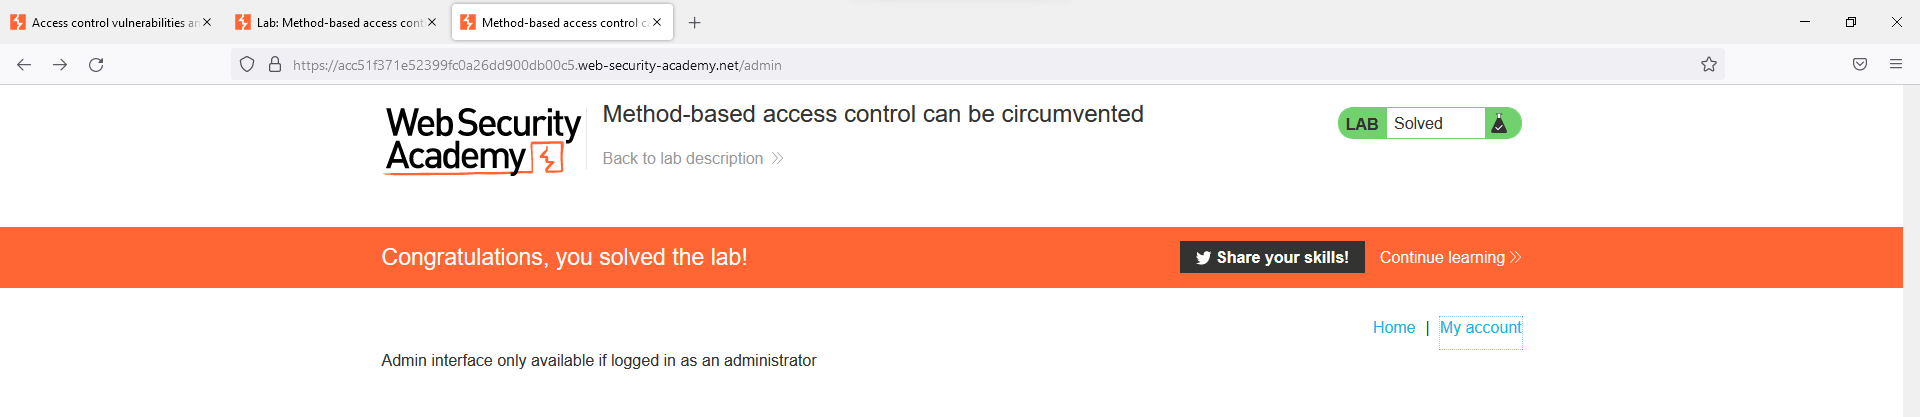 Access control vulnerabilities an
Lab: Method-based access cont
Method-based access control c
https://acc51f371e52399fc0a26dd900db00c5.web-security-academy.net/admin
Web Security
Academy
Method-based access control can be circumvented
Back to lab description
LAB Solved
Congratulations, you solved the lab!
Share your skills!
Continue learning
Home | My account
Admin interface only available if logged in as an administrator